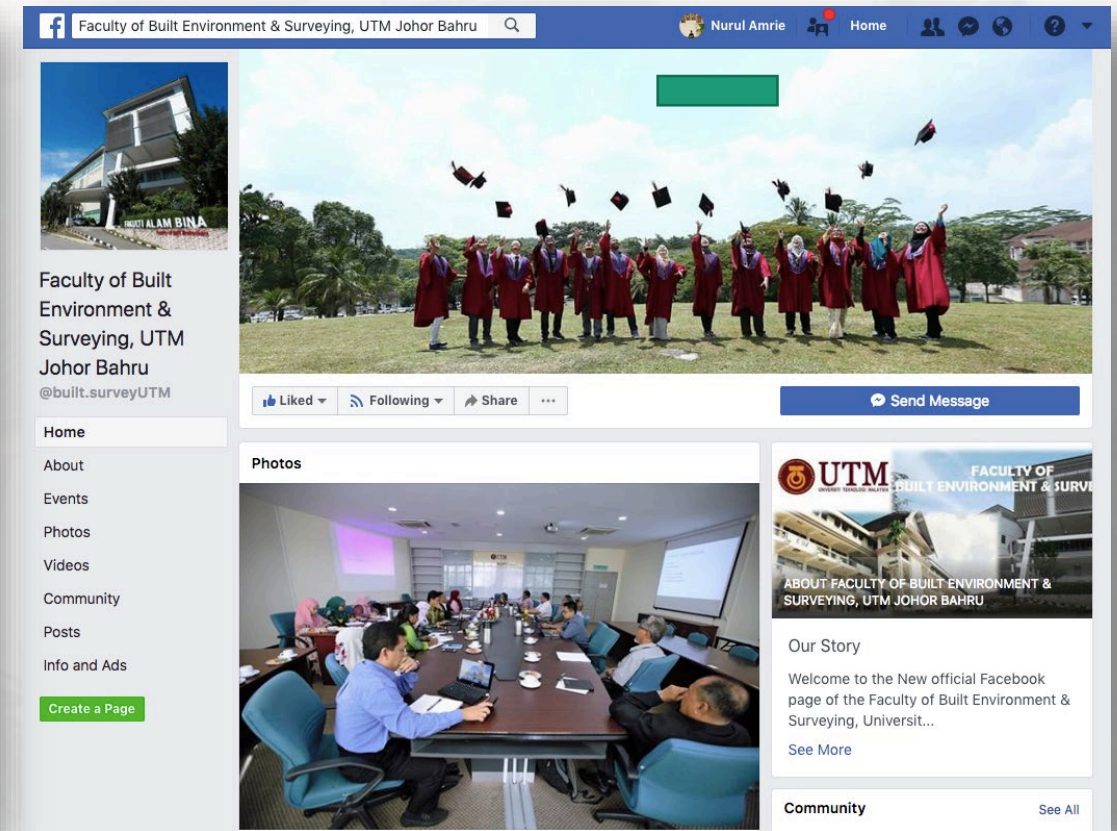 Faculty of Built Environment & Surveying, UTM Johor Bahru
Nurul Amrie
Home
FAKULTI ALAM BINA
Faculty of Built
Environment &
Surveying, UTM
Johor Bahru
@built.surveyUTM
Home
About
Events
Photos
Videos
Community
Posts
Info and Ads
Create a Page
Liked
Following
Share
Send Message
Photos
UTM
UTM
UNIVERSITI TEKNOLOGI MALAYSIA
FACULTY OF
BUILT ENVIRONMENT & SURVE
ABOUT FACULTY OF BUILT ENVIRONMENT &
SURVEYING, UTM JOHOR BAHRU
Our Story
Welcome to the New official Facebook
page of the Faculty of Built Environment &
Surveying, Universit...
See More
Community
See All